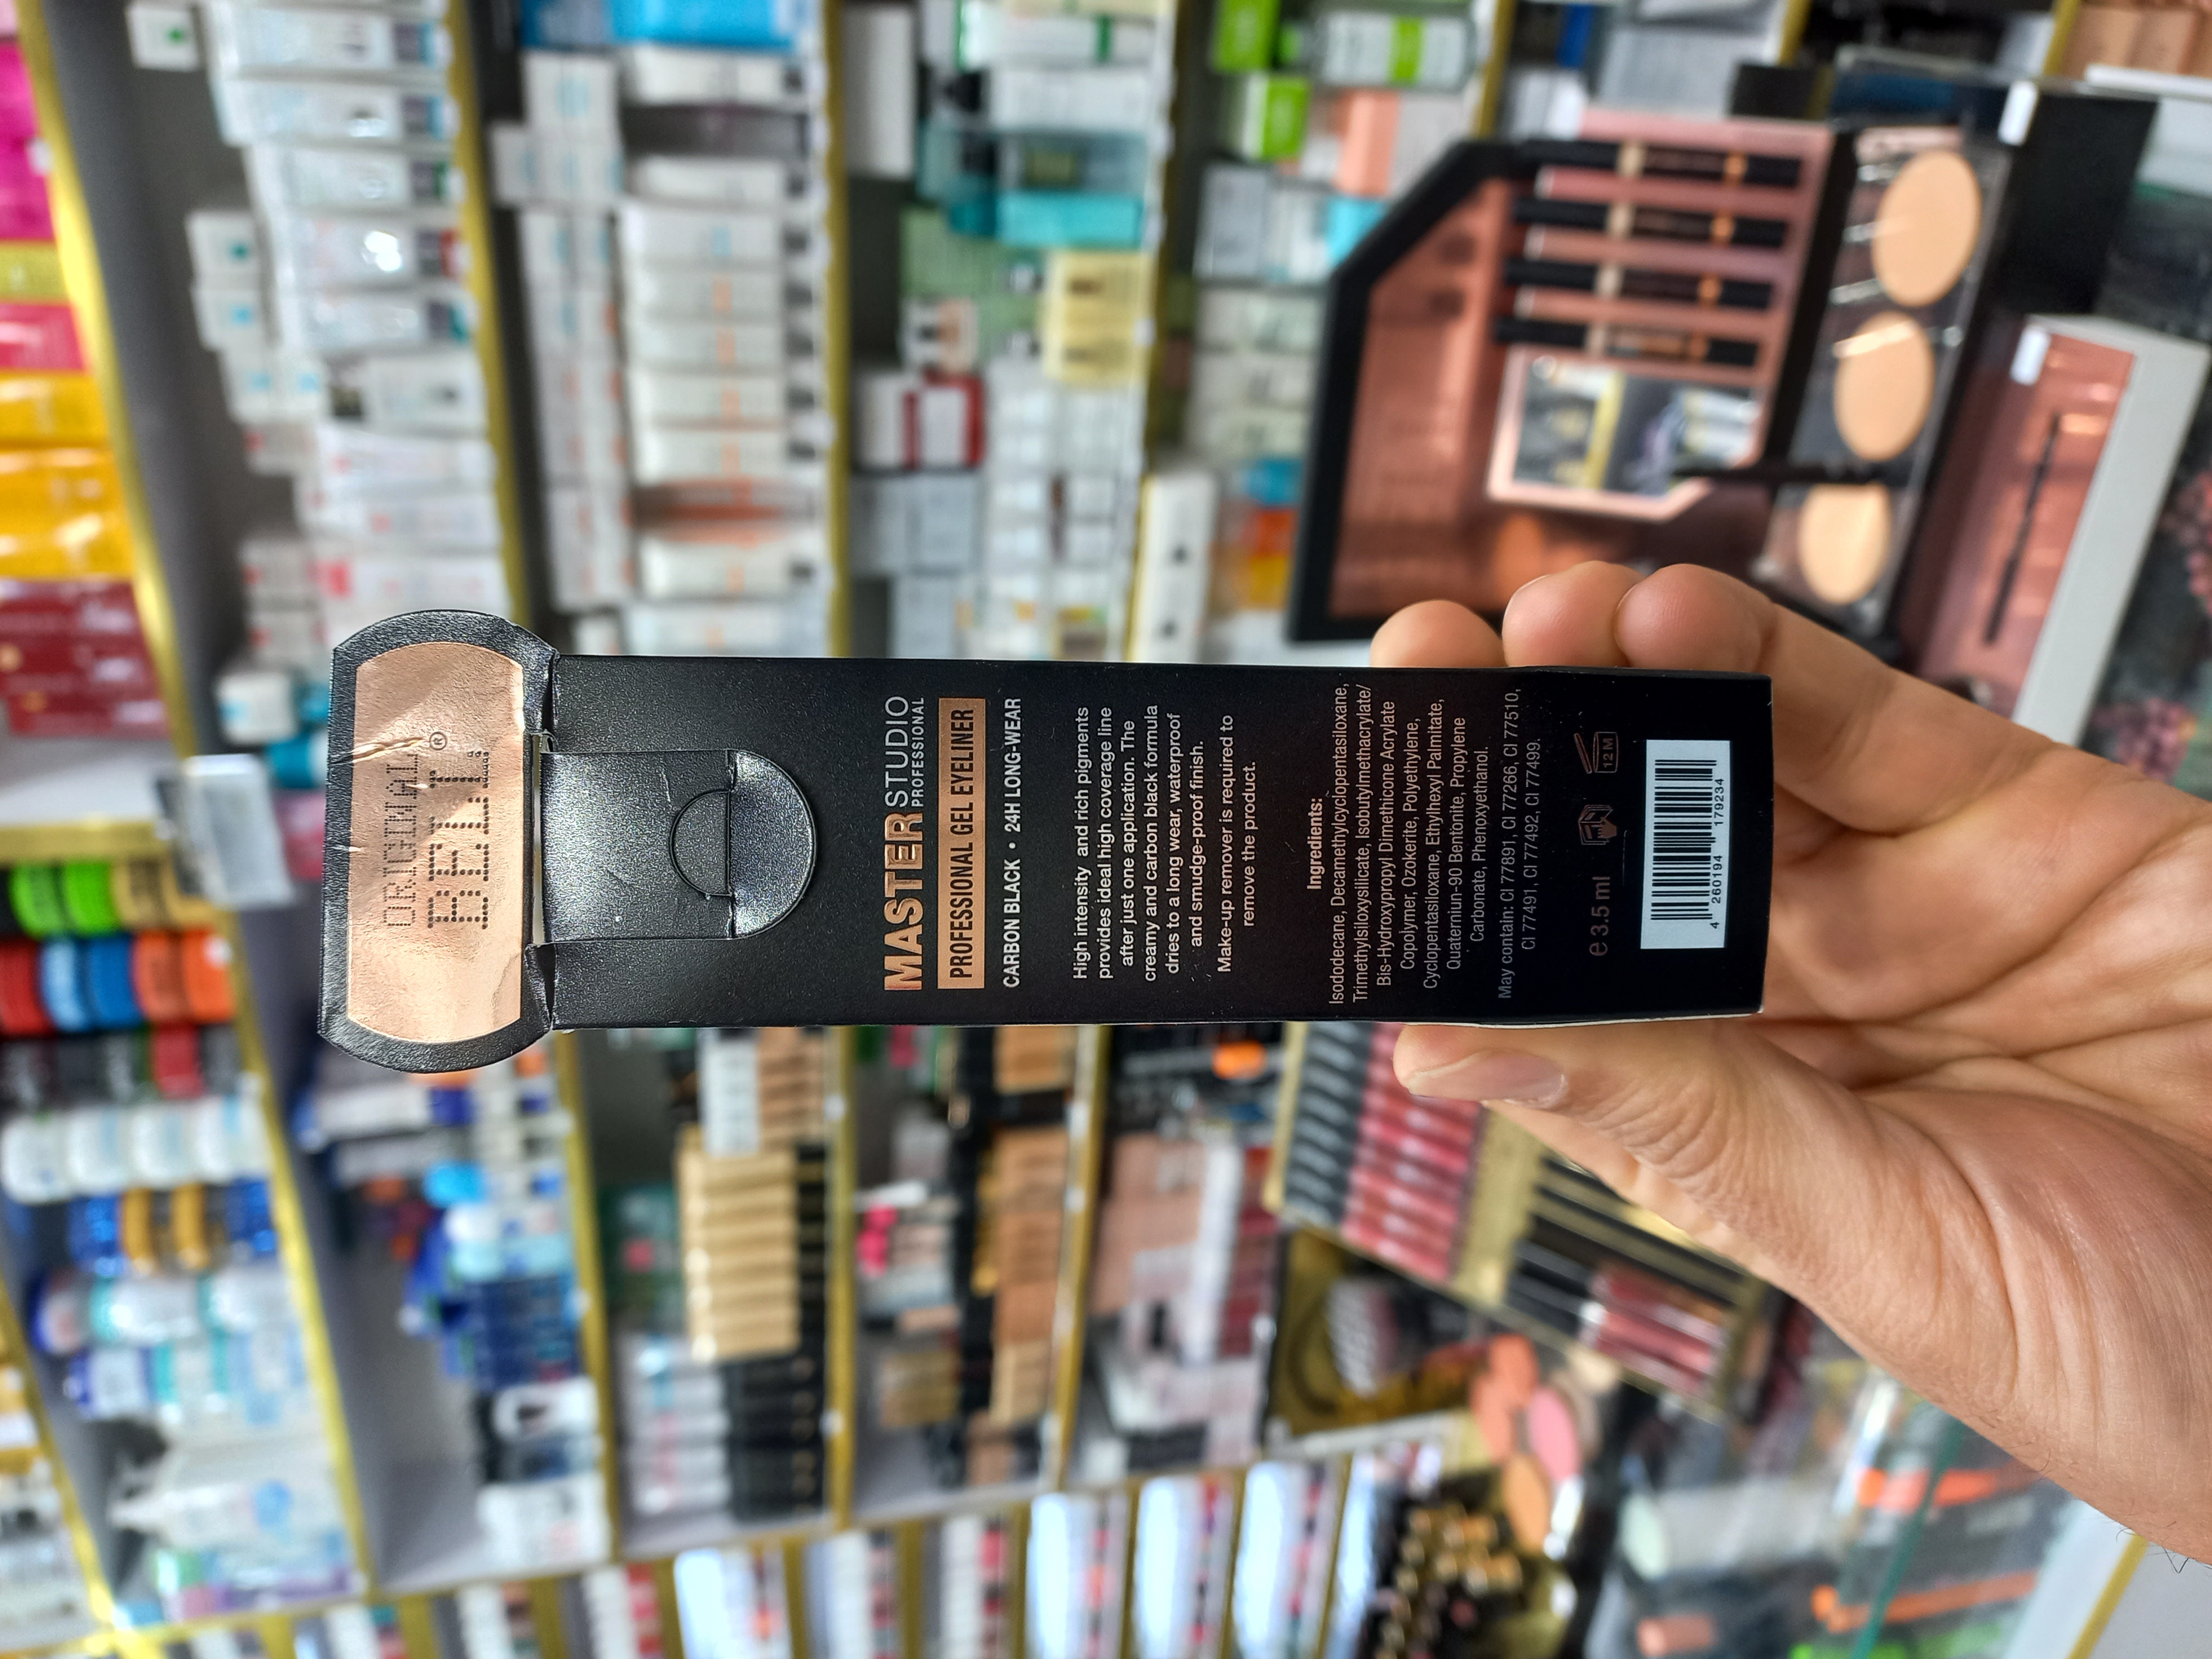 ORIGINAL
BELL®
MASTER STUDIO
PROFESSIONAL
PROFESSIONAL GEL EYELINER
CARBON BLACK • 24H LONG-WEAR
High intensity and rich pigments
provides ideal high coverage line
after just one application. The
creamy and carbon black formula
dries to a long wear, waterproof
and smudge-proof finish.
Make-up remover is required to
remove the product.
Ingredients:
Isododecane, Decamethylcyclopentasiloxane,
Trimethylsiloxysilicate, Isobutylmethacrylate/
Bis-Hydroxypropyl Dimethicone Acrylate
Copolymer, Ozokerite, Polyethylene,
Cyclopentasiloxane, Ethylhexyl Palmitate,
Quaterniun-90 Bentonite, Propylene
Carbonate, Phenoxyethanol.
May contain: CI 77891, CI 77266, CI 77510,
CI 77491, CI 77492, CI 77499.
e 3.5 ml
12 M
4 260194 179234